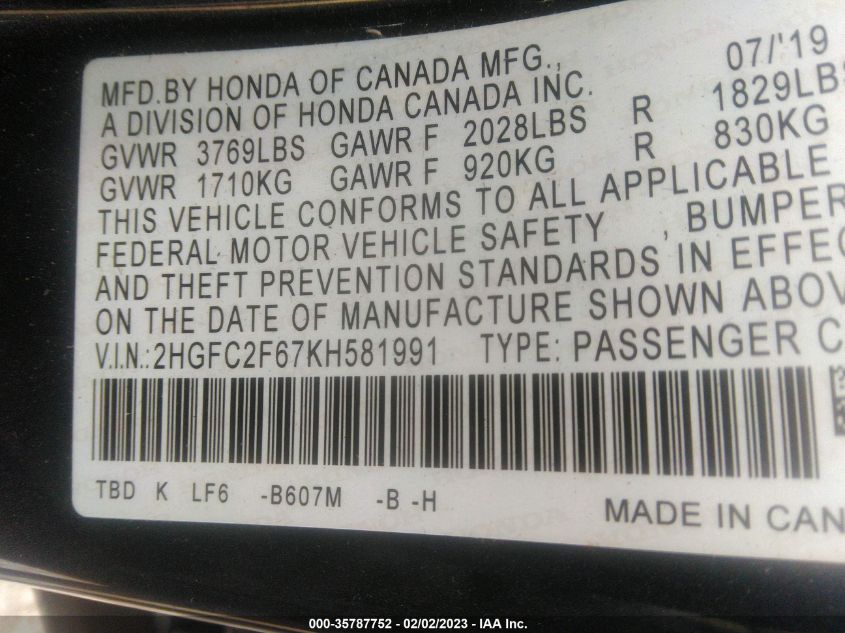 MFD.BY HONDA OF CANADA MFG., 07/'19
A DIVISION OF HONDA CANADA INC.
GVWR 3769LBS GAWR F 2028LBS R 1829LBS
GVWR 1710KG GAWR F 920KG R 830KG
THIS VEHICLE CONFORMS TO ALL APPLICABLE
FEDERAL MOTOR VEHICLE SAFETY , BUMPER
AND THEFT PREVENTION STANDARDS IN EFFEC
ON THE DATE OF MANUFACTURE SHOWN ABOV
V.I.N.:2HGFC2F67KH581991 TYPE: PASSENGER C
TBD K LF6 -B607M -B -H
MADE IN CAN
000-35787752 - 02/02/2023 - IAA Inc.